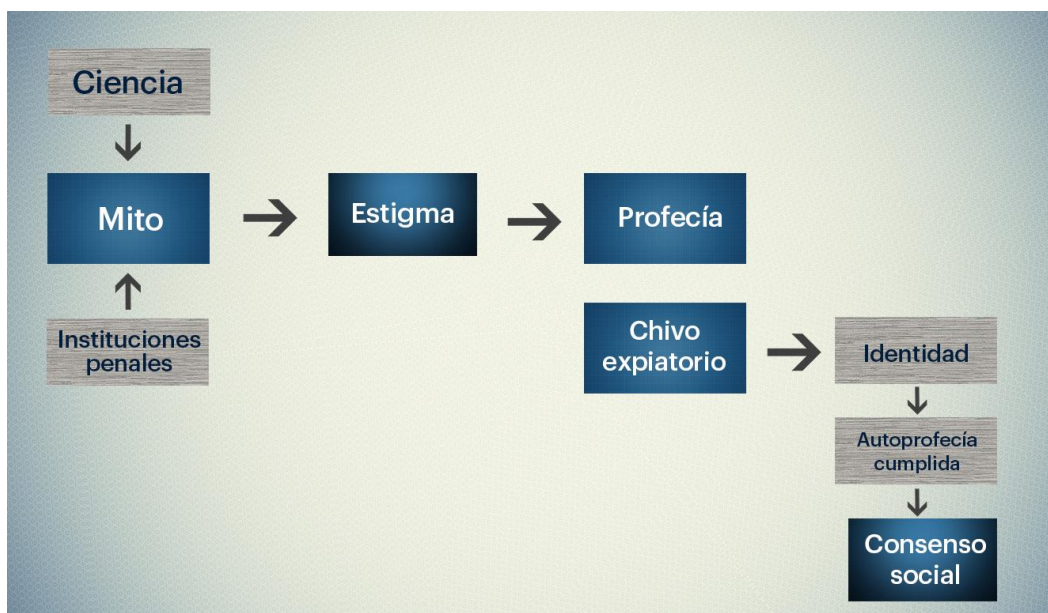 Ciencia
Mito
Instituciones
penales
Estigma
Profecía
Chivo
expiatorio
Identidad
Autoprofecía
cumplida
Consenso
social